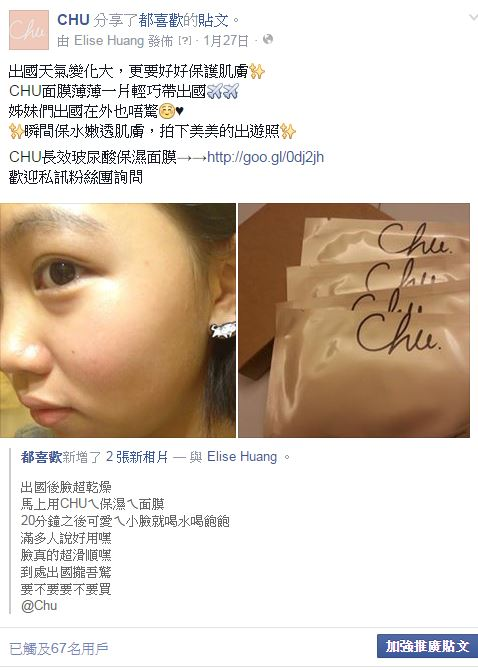 CHU 分享了都喜歡的貼文。
由 Elise Huang 發佈 [?] · 1月27日 ·
出國天氣變化大，更要好好保護肌膚✨
CHU面膜薄薄一片輕巧帶出國✈✈
姊妹們出國在外也唔驚☺♥
✨瞬間保水嫩透肌膚，拍下美美的出遊照✨
CHU長效玻尿酸保濕面膜→→http://goo.gl/0dj2jh
歡迎私訊粉絲團詢問
Chu.
Chu.
Chu.
都喜歡新增了 2 張新相片 — 與 Elise Huang 。
出國後臉超乾燥
馬上用CHUㄟ保濕ㄟ面膜
20分鐘之後可愛ㄟ小臉就喝水喝飽飽
滿多人說好用嘿
臉真的超滑順嘿
到處出國攏吾驚
要不要要不要買
@Chu
已觸及67名用戶
加強推廣貼文